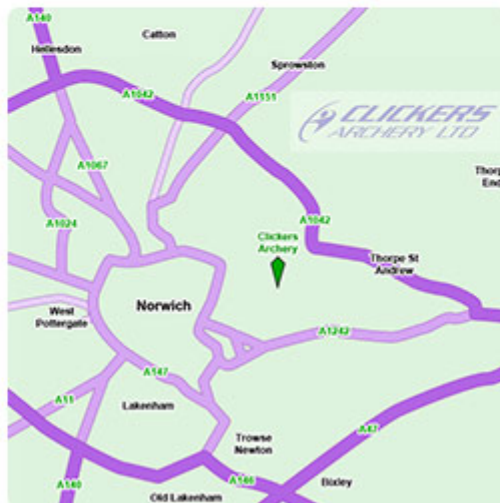 A140
Catton
Hellesdon
Sprowston
A1042
A1151
CLICKERS
ARCHERY LTD
A1067
Thorpe
End
A1024
A1042
Clickers
Archery
Thorpe St
Andrew
Norwich
West
Pottergate
A1242
A147
A11
Lakenham
A47
Trowse
Newton
A140
A146
Bixley
Old Lakenham